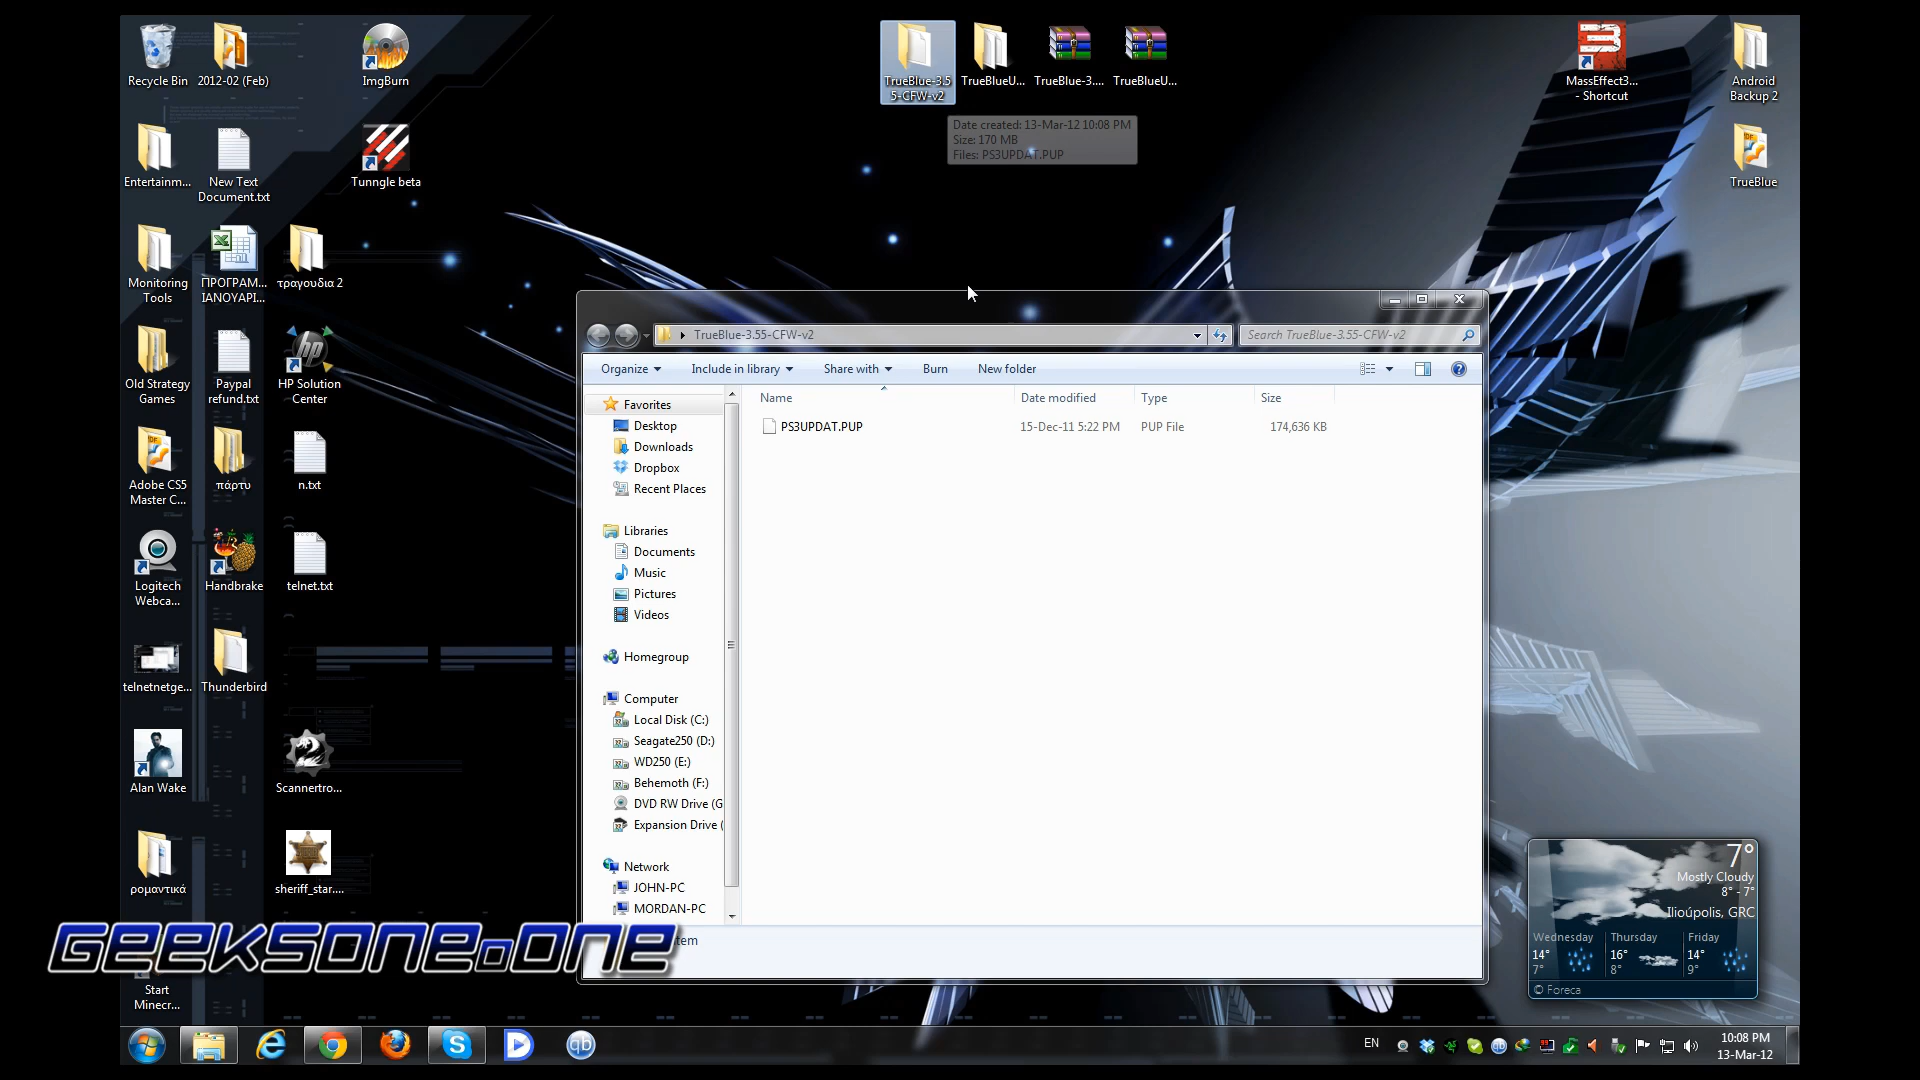 Recycle Bin
2012-02 (Feb)
ImgBurn
TrueBlue-3.5
5-CFW-v2
TrueBlueU...
TrueBlue-3....
TrueBlueU...
MassEffect3...
- Shortcut
Android
Backup 2
Date created: 13-Mar-12 10:08 PM
Size: 170 MB
Files: PS3UPDAT.PUP
Entertainm...
New Text
Document.txt
Tunngle beta
TrueBlue
Monitoring
Tools
ΠΡΟΓΡΑΜ...
ΙΑΝΟΥΑΡΙ...
τραγουδια 2
Old Strategy
Games
Paypal
refund.txt
HP Solution
Center
Adobe CS5
Master C...
πάρτυ
n.txt
Logitech
Webca...
Handbrake
telnet.txt
telnetnetge...
Thunderbird
Alan Wake
Scannertro...
ρομαντικά
sheriff_star....
Start
Minecr...
TrueBlue-3.55-CFW-v2
Search TrueBlue-3.55-CFW-v2
Organize
Include in library
Share with
Burn
New folder
Name
Date modified
Type
Size
PS3UPDAT.PUP
15-Dec-11 5:22 PM
PUP File
174,636 KB
Favorites
Desktop
Downloads
Dropbox
Recent Places
Libraries
Documents
Music
Pictures
Videos
Homegroup
Computer
Local Disk (C:)
Seagate250 (D:)
WD250 (E:)
Behemoth (F:)
DVD RW Drive (G
Expansion Drive (
Network
JOHN-PC
MORDAN-PC
GEEKSONE.ONE
7°
Mostly Cloudy
8° - 7°
Ilioúpolis, GRC
Wednesday
Thursday
Friday
14°
16°
14°
7°
8°
9°
© Foreca
EN
10:08 PM
13-Mar-12